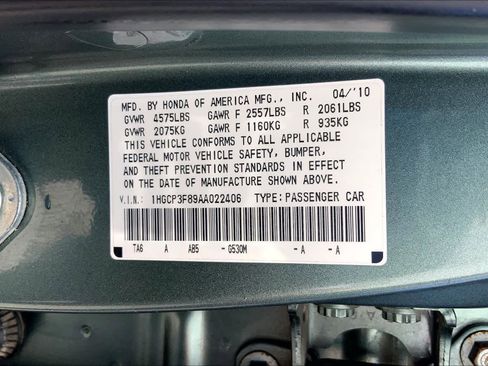 MFD. BY HONDA OF AMERICA MFG., INC. 04/'10
GVWR 4575LBS GAWR F 2557LBS R 2061LBS
GVWR 2075KG GAWR F 1160KG R 935KG
THIS VEHICLE CONFORMS TO ALL APPLICABLE
FEDERAL MOTOR VEHICLE SAFETY, BUMPER,
AND THEFT PREVENTION STANDARDS IN EFFECT
ON THE DATE OF MANUFACTURE SHOWN ABOVE.
V.I.N.: 1HGCP3F89AA022406 TYPE: PASSENGER CAR
TA6 A AB5 - G530M - A - A